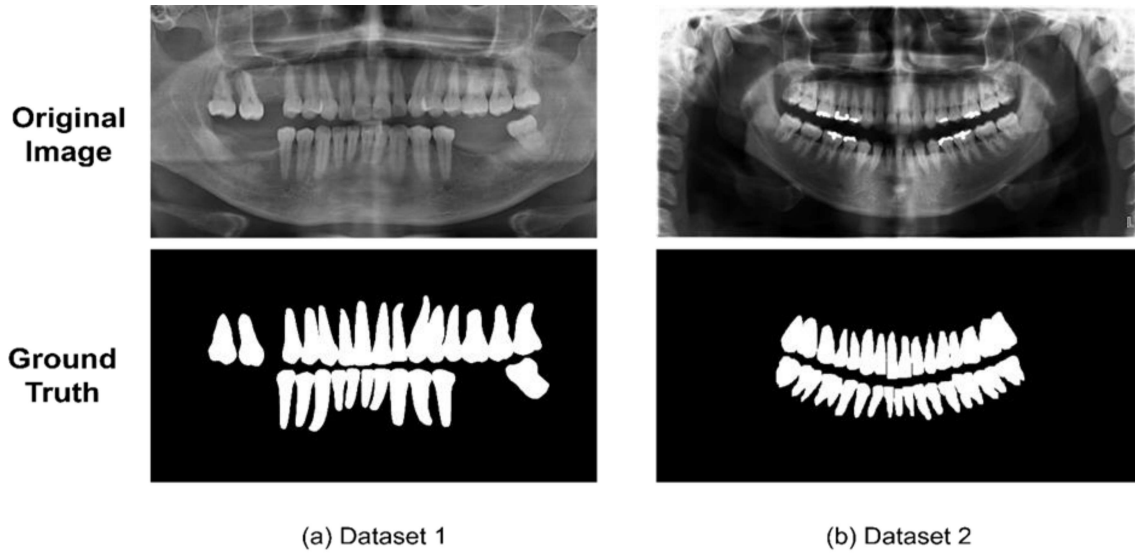 Original
Image
L
Ground
Truth
(a) Dataset 1
(b) Dataset 2